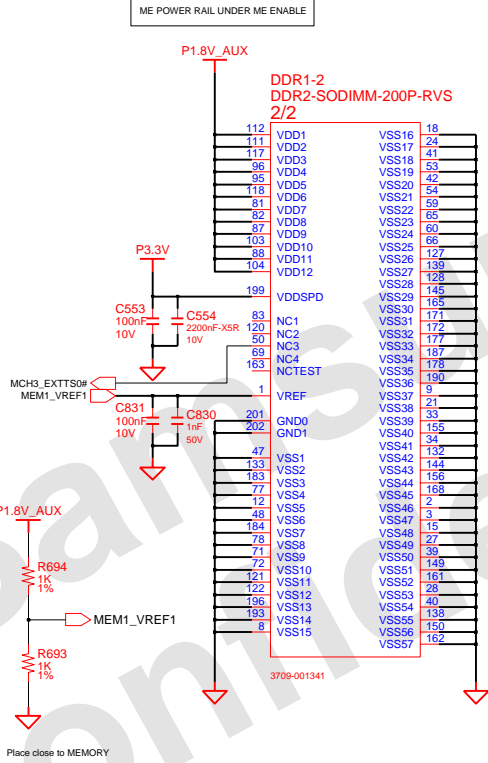 ME POWER RAIL UNDER ME ENABLE
P1.8V_AUX
DDR1-2
DDR2-SODIMM-200P-RVS
2/2
112 VDD1 VSS16 18
111 VDD2 VSS17 24
117 VDD3 VSS18 41
96 VDD4 VSS19 53
95 VDD5 VSS20 42
118 VDD6 VSS21 54
81 VDD7 VSS22 59
82 VDD8 VSS23 65
87 VDD9 VSS24 60
103 VDD10 VSS25 66
88 VDD11 VSS26 127
104 VDD12 VSS27 139
VSS28 128
P3.3V
199 VDDSPD VSS29 145
VSS30 165
C553
100nF
10V
C554
2200nF-X5R
10V
83 NC1 VSS31 171
120 NC2 VSS32 172
50 NC3 VSS33 177
69 NC4 VSS34 187
163 NCTEST VSS35 178
VSS36 190
MCH3_EXTTS0#
MEM1_VREF1
1 VREF VSS37 9
VSS38 21
C831
100nF
10V
C830
1nF
50V
201 GND0 VSS39 33
202 GND1 VSS40 155
VSS41 34
47 VSS1 VSS42 132
133 VSS2 VSS43 144
183 VSS3 VSS44 156
77 VSS4 VSS45 168
12 VSS5 VSS46 2
48 VSS6 VSS47 3
184 VSS7 VSS48 15
78 VSS8 VSS49 27
71 VSS9 VSS50 39
72 VSS10 VSS51 149
121 VSS11 VSS52 161
122 VSS12 VSS53 28
196 VSS13 VSS54 40
193 VSS14 VSS55 138
8 VSS15 VSS56 150
VSS57 162
3709-001341
P1.8V_AUX
R694
1K
1%
MEM1_VREF1
R693
1K
1%
Place close to MEMORY